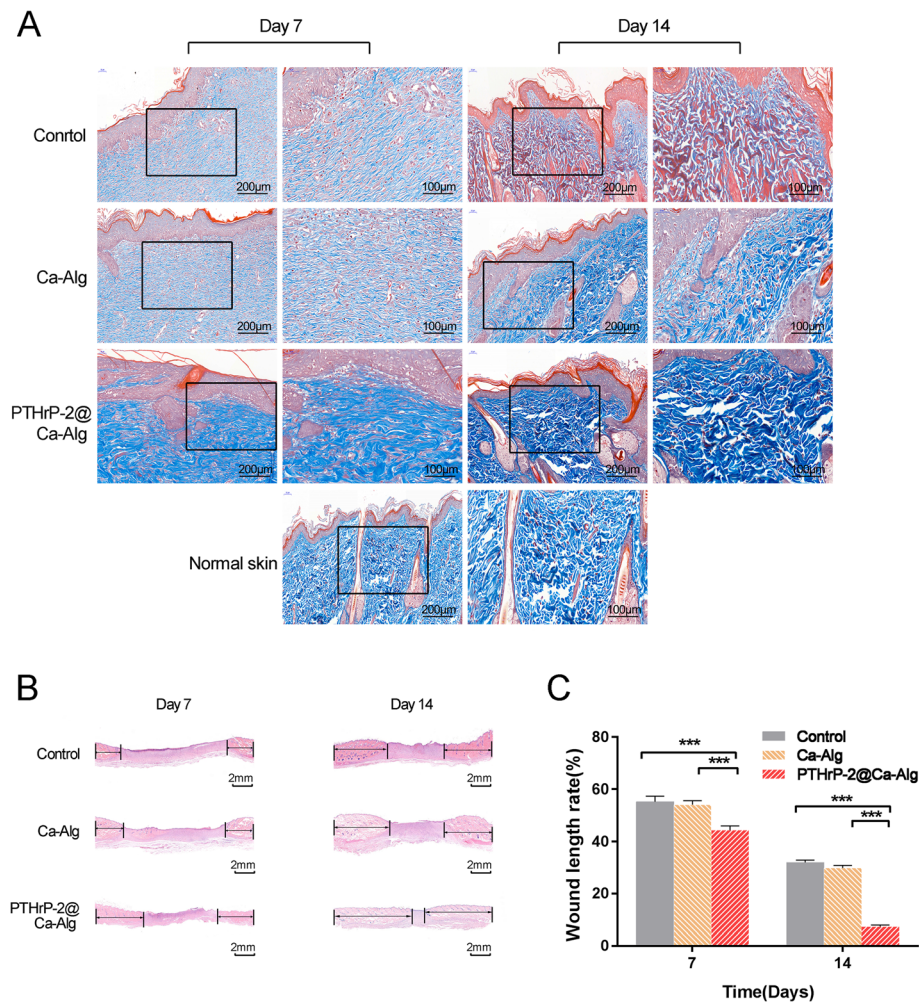 A
Day 7
Day 14
Conrtol
200μm
100μm
200μm
100μm
Ca-Alg
200μm
100μm
200μm
100μm
PTHrP-2@
Ca-Alg
200μm
100μm
200μm
100μm
Normal skin
200μm
100μm
B
Day 7
Day 14
Control
2mm
2mm
Ca-Alg
2mm
2mm
PTHrP-2@
Ca-Alg
2mm
2mm
C
Control
Ca-Alg
PTHrP-2@Ca-Alg
***
***
***
***
Wound length rate(%)
80
60
40
20
0
7
14
Time(Days)